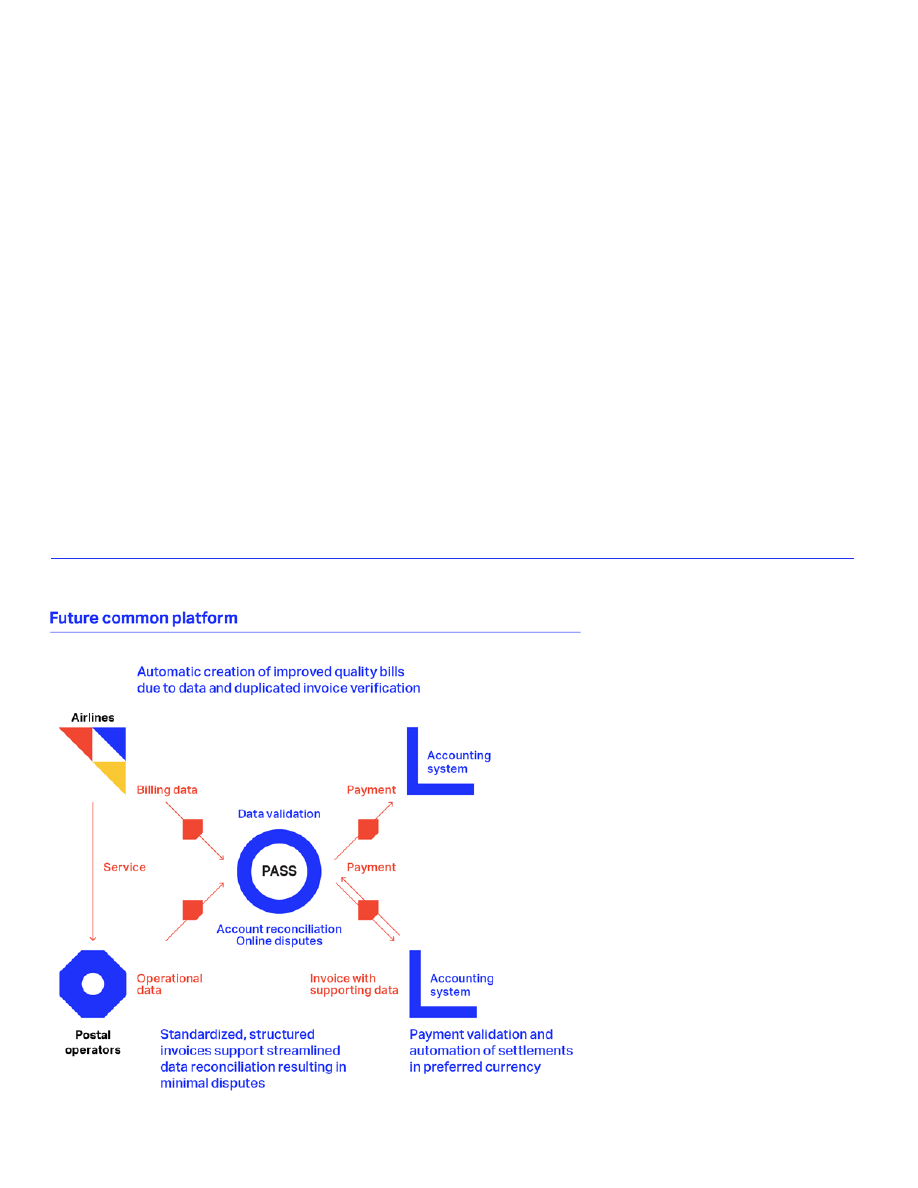 Future common platform
Automatic creation of improved quality bills
due to data and duplicated invoice verification
Airlines
Accounting
system
Billing data
Payment
Data validation
Service
PASS
Payment
Account reconciliation
Online disputes
Operational
data
Invoice with
supporting data
Accounting
system
Postal
operators
Standardized, structured
invoices support streamlined
data reconciliation resulting in
minimal disputes
Payment validation and
automation of settlements
in preferred currency